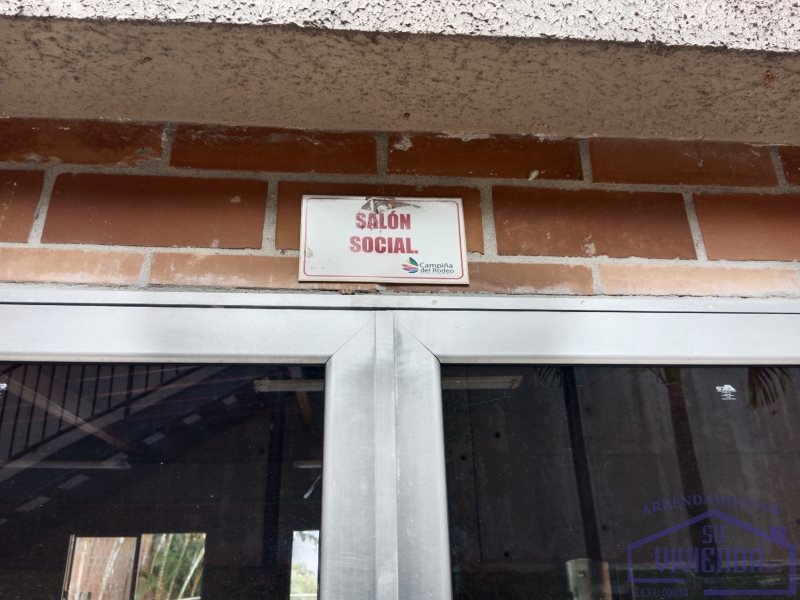 SALÓN
SOCIAL.
Campiña
del Rodeo
ARRENDAMIENTOS
SU
VIVIENDA